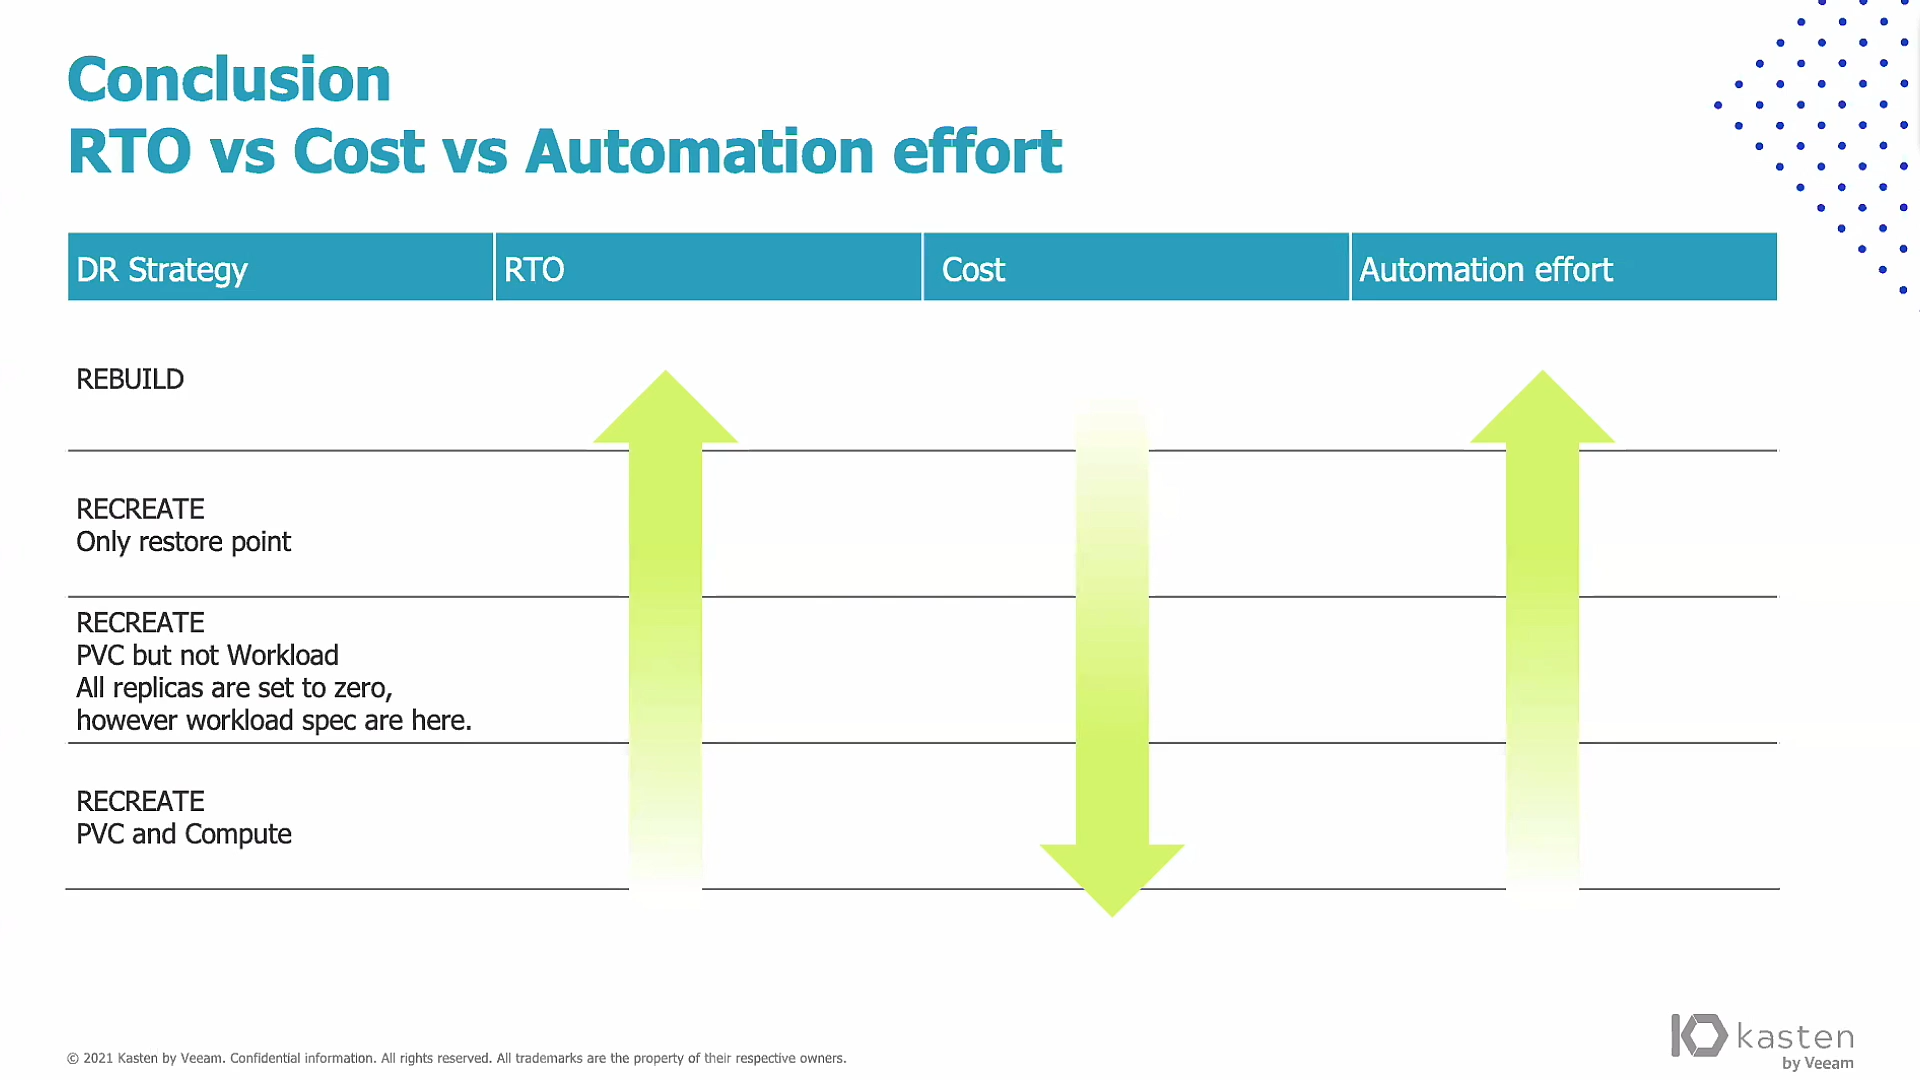 Conclusion
RTO vs Cost vs Automation effort
DR Strategy
RTO
Cost
Automation effort
REBUILD
RECREATE
Only restore point
RECREATE
PVC but not Workload
All replicas are set to zero,
however workload spec are here.
RECREATE
PVC and Compute
© 2021 Kasten by Veeam. Confidential information. All rights reserved. All trademarks are the property of their respective owners.
kasten
by Veeam